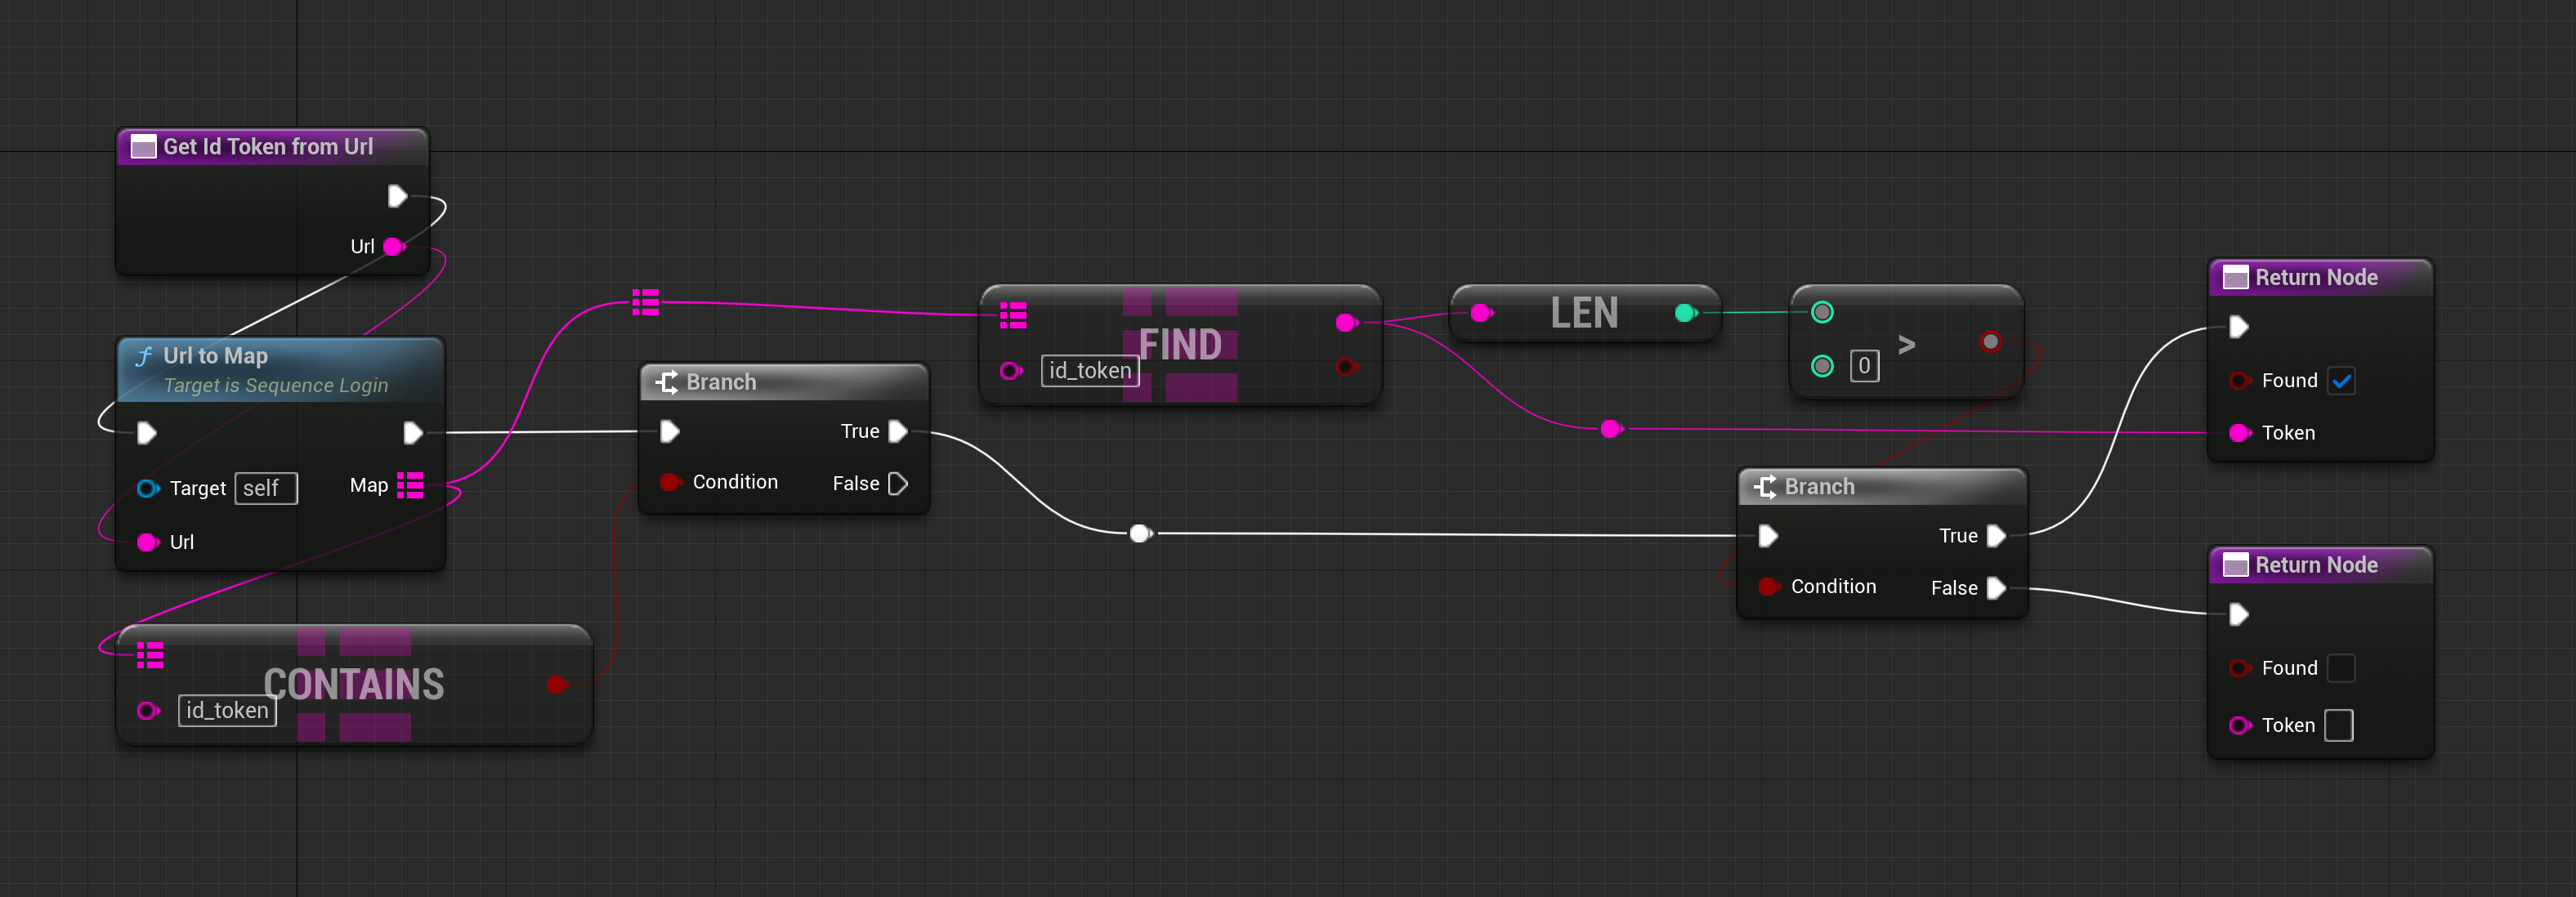 Get Id Token from Url
Url
Url to Map
Target is Sequence Login
Target self
Map
Url
CONTAINS
id_token
Branch
True
Condition
False
FIND
id_token
LEN
0
>
Branch
True
Condition
False
Return Node
Found
Token
Return Node
Found
Token